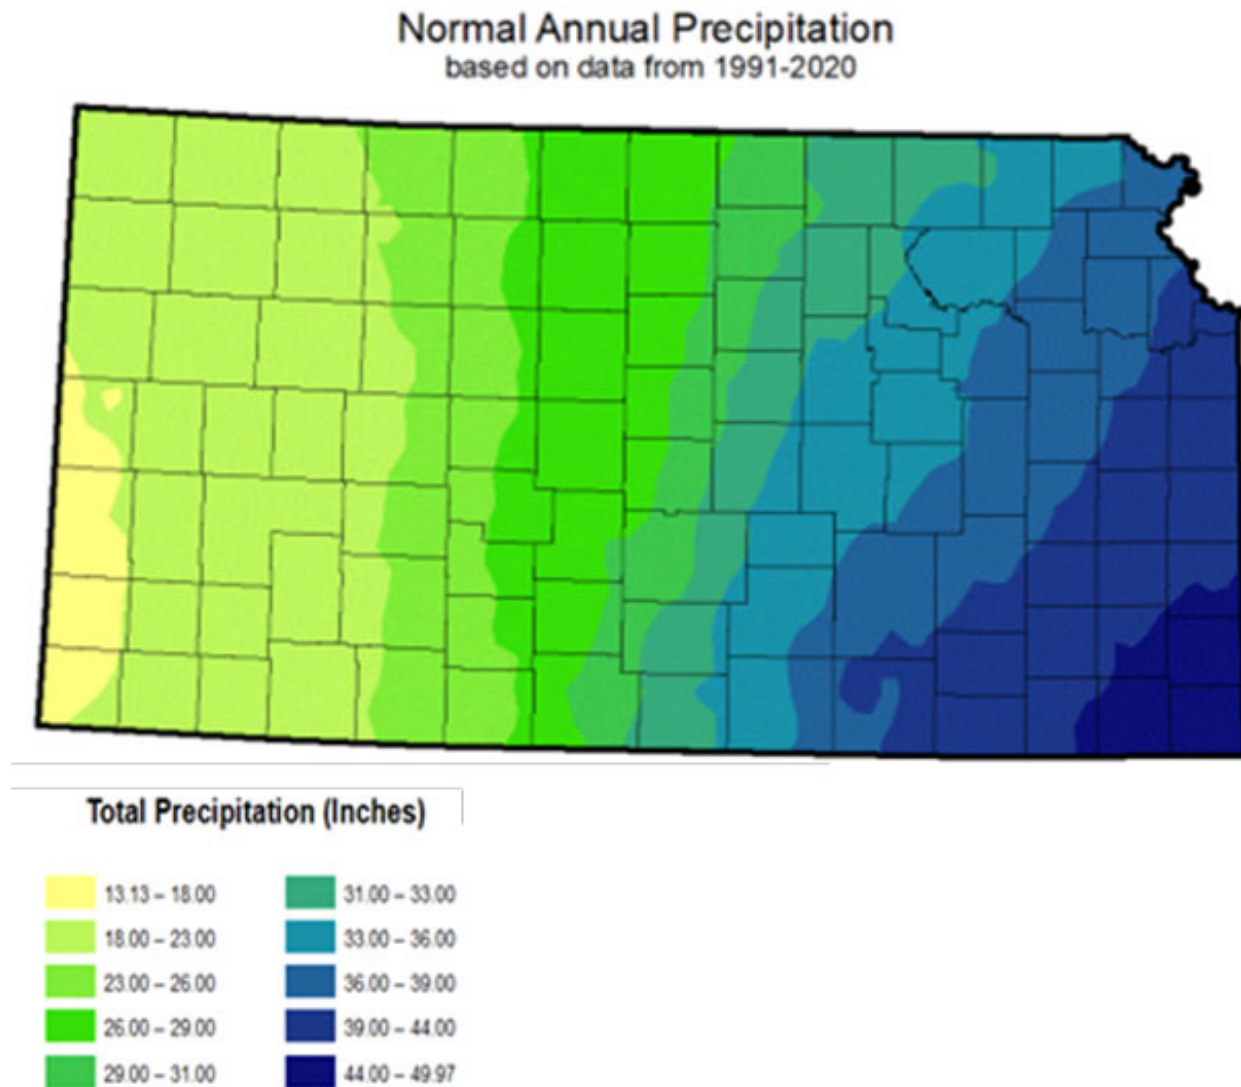 Normal Annual Precipitation
based on data from 1991-2020
Total Precipitation (Inches)
13.13 – 18.00
18.00 – 23.00
23.00 – 26.00
26.00 – 29.00
29.00 – 31.00
31.00 – 33.00
33.00 – 36.00
36.00 – 39.00
39.00 – 44.00
44.00 – 49.97